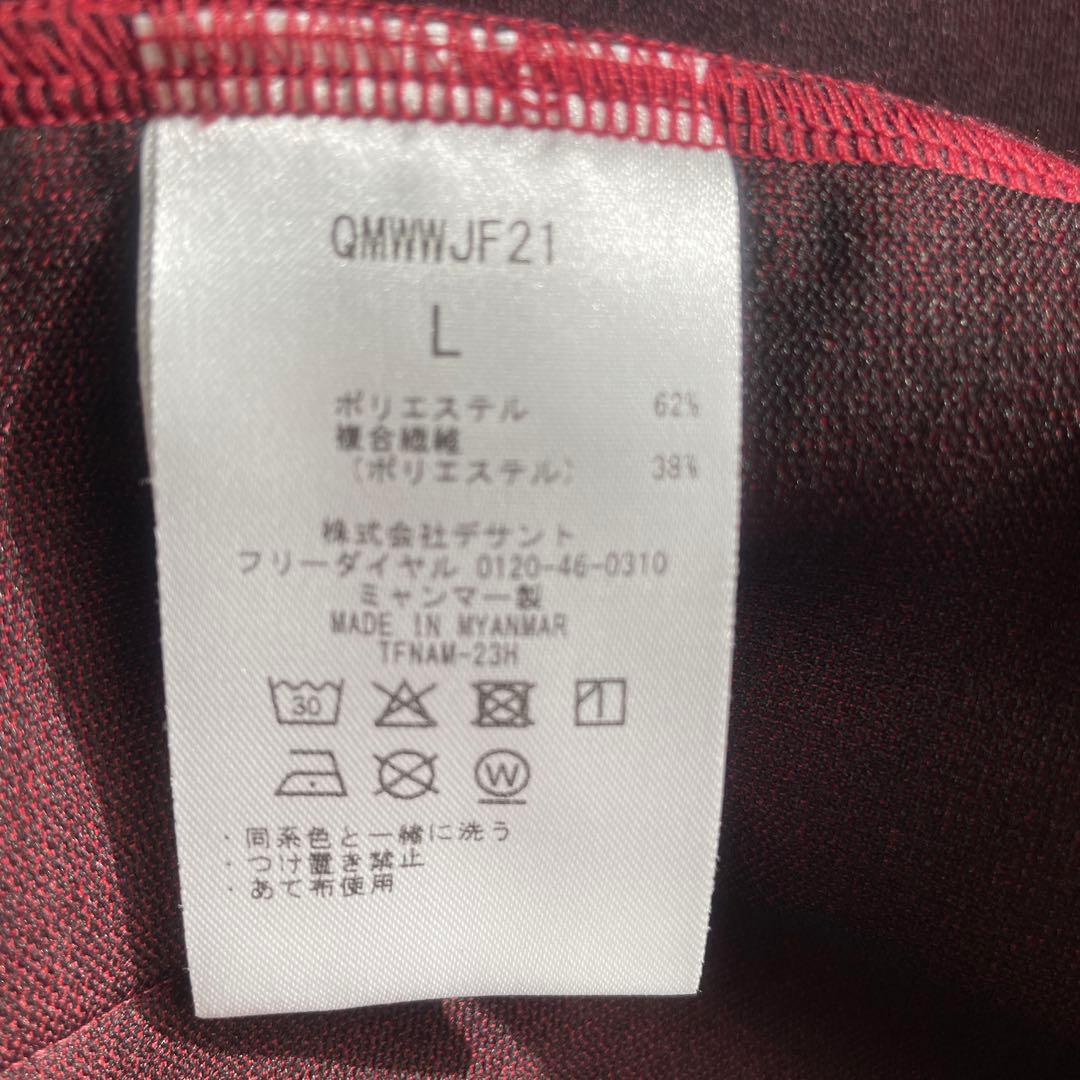 QMWWJF21
L
ポリエステル 62%
複合繊維
(ポリエステル) 38%
株式会社デサント
フリーダイヤル 0120-46-0310
ミャンマー製
MADE IN MYANMAR
TFNAM-23H
30
W
・同系色と一緒に洗う
・つけ置き禁止
・あて布使用